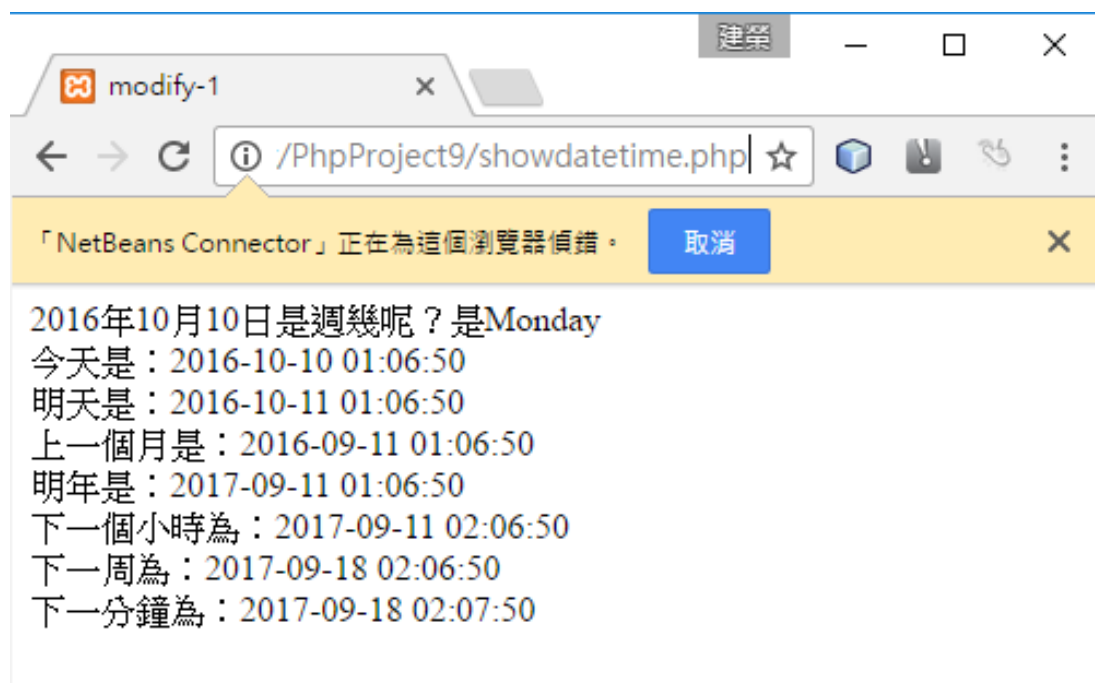 建榮
modify-1
/PhpProject9/showdatetime.php
「NetBeans Connector」正在為這個瀏覽器偵錯。 取消
2016年10月10日是週幾呢？是Monday
今天是：2016-10-10 01:06:50
明天是：2016-10-11 01:06:50
上一個月是：2016-09-11 01:06:50
明年是：2017-09-11 01:06:50
下一個小時為：2017-09-11 02:06:50
下一周為：2017-09-18 02:06:50
下一分鐘為：2017-09-18 02:07:50